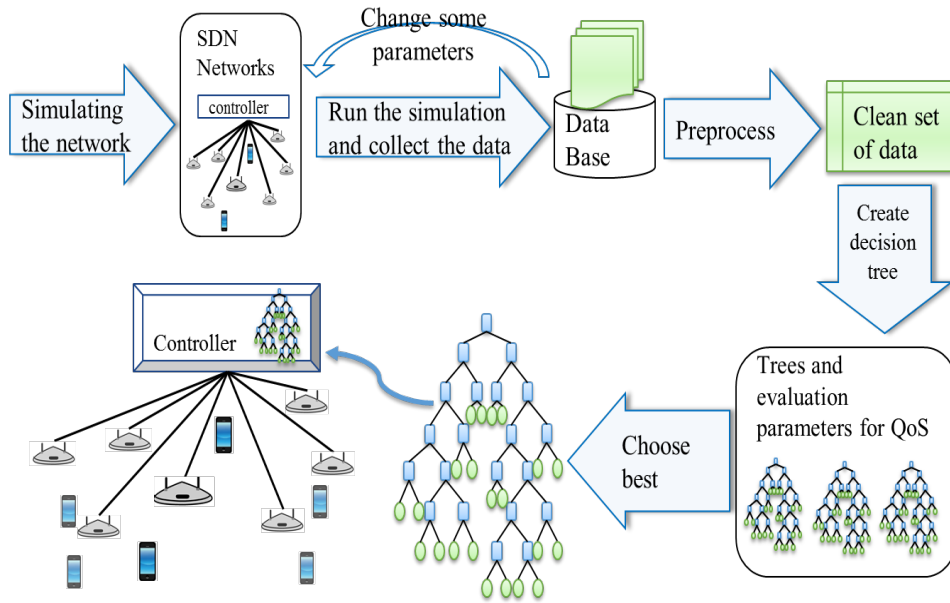 Simulating
the network
SDN
Networks
controller
Change some
parameters
Run the simulation
and collect the data
Data
Base
Preprocess
Clean set
of data
Create
decision
tree
Trees and
evaluation
parameters for QoS
Choose
best
Controller